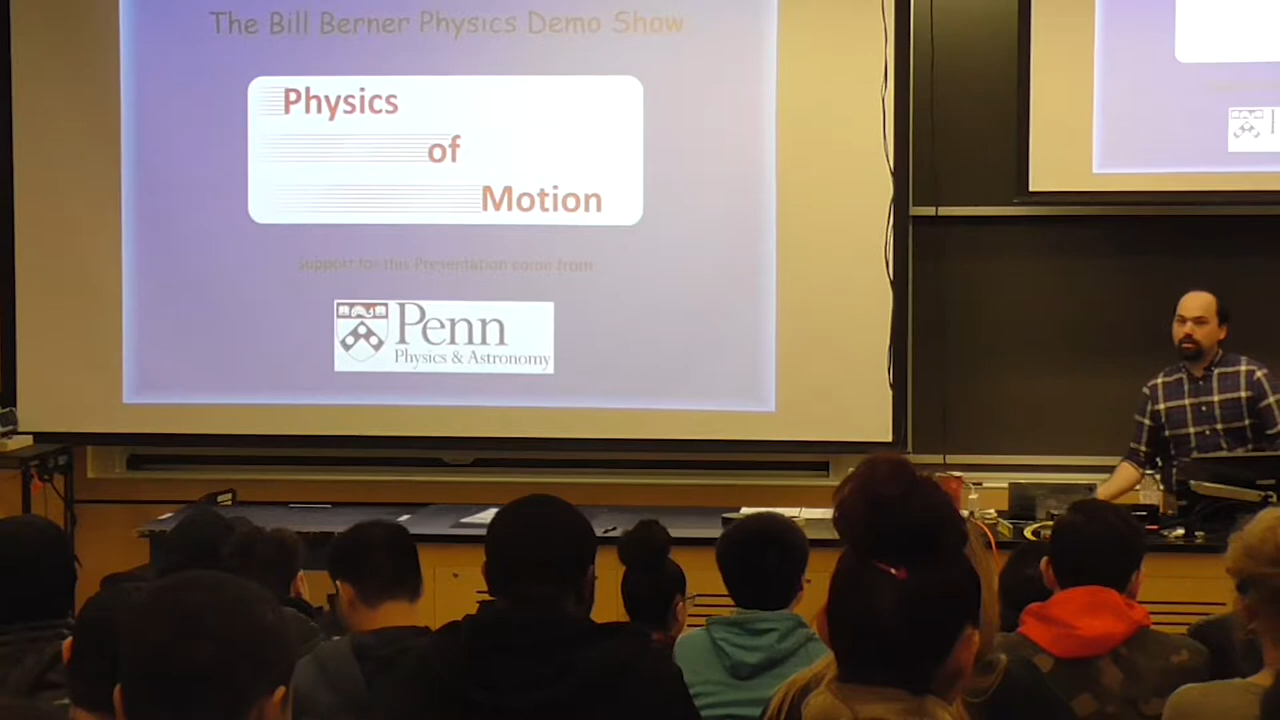 The Bill Berner Physics Demo Show
Physics
of
Motion
Support for this Presentation come from
Penn
Physics & Astronomy